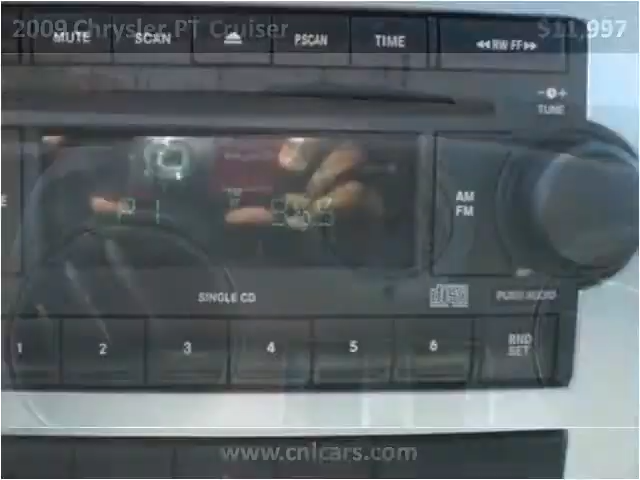 2009 Chrysler PT Cruiser $11,997
MUTE SCAN PSCAN TIME ◄◄ RW FF ►►
TUNE
AM
FM
SINGLE CD
PUSH AUDIO
1 2 3 4 5 6 RND
SET
www.cnlcars.com